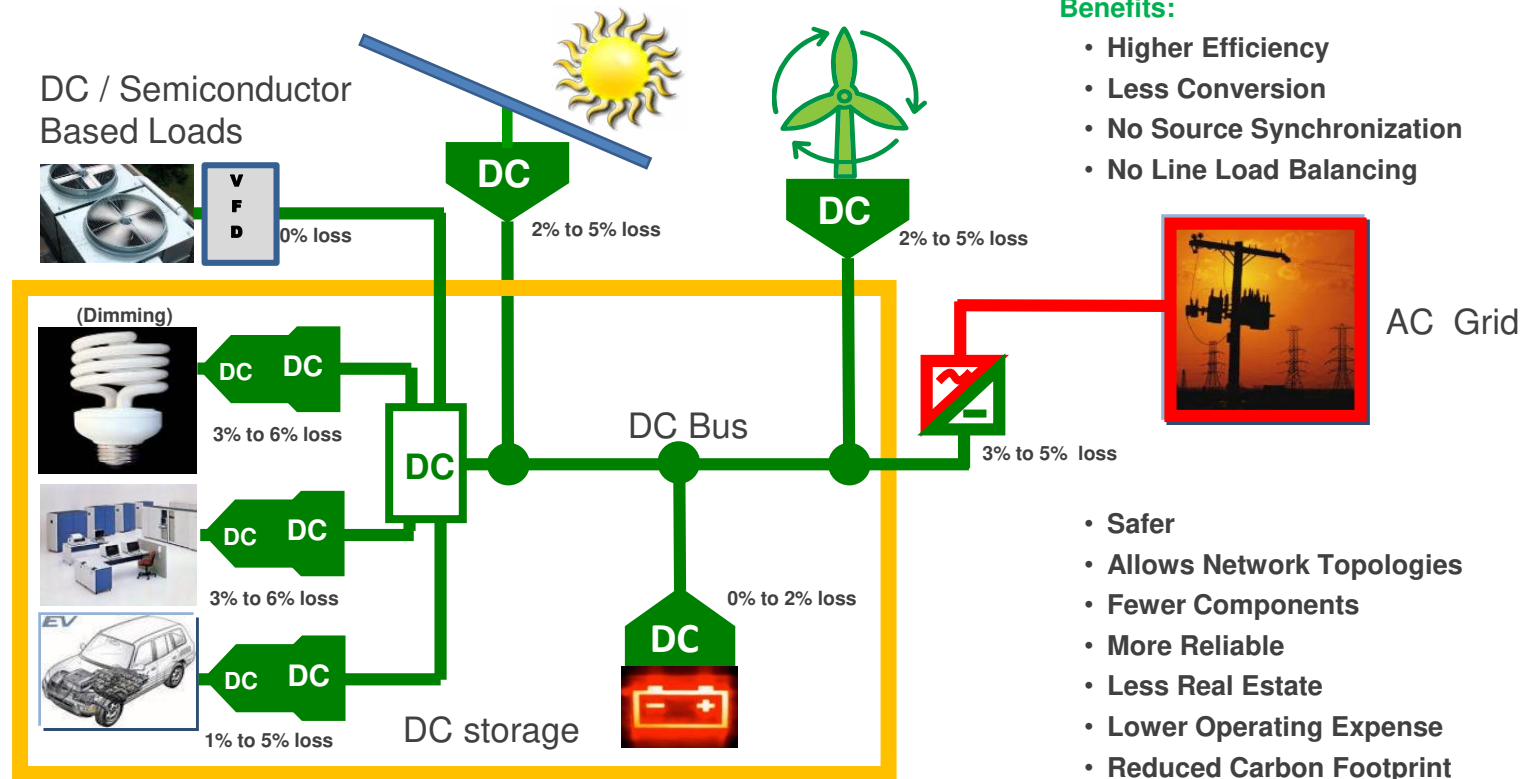 Benefits:
• Higher Efficiency
• Less Conversion
• No Source Synchronization
• No Line Load Balancing
DC / Semiconductor
Based Loads
V
F
D
0% loss
DC
2% to 5% loss
DC
2% to 5% loss
AC Grid
(Dimming)
DC DC
3% to 6% loss
DC Bus
DC
3% to 5% loss
DC DC
3% to 6% loss
0% to 2% loss
DC
EV
DC DC
1% to 5% loss
DC storage
• Safer
• Allows Network Topologies
• Fewer Components
• More Reliable
• Less Real Estate
• Lower Operating Expense
• Reduced Carbon Footprint